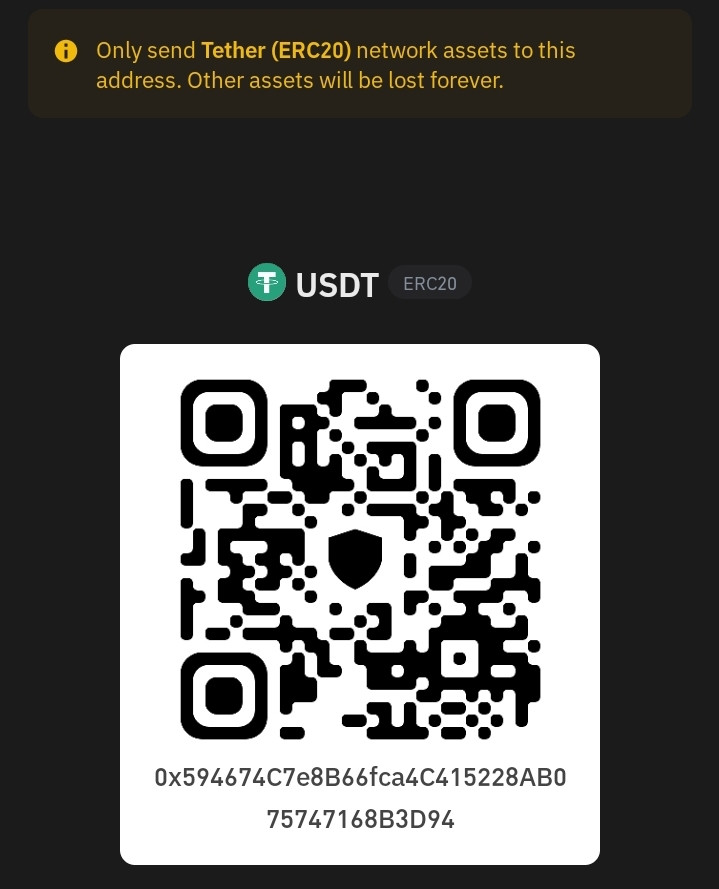 Only send Tether (ERC20) network assets to this
address. Other assets will be lost forever.
USDT ERC20
0x594674C7e8B66fca4C415228AB0
75747168B3D94